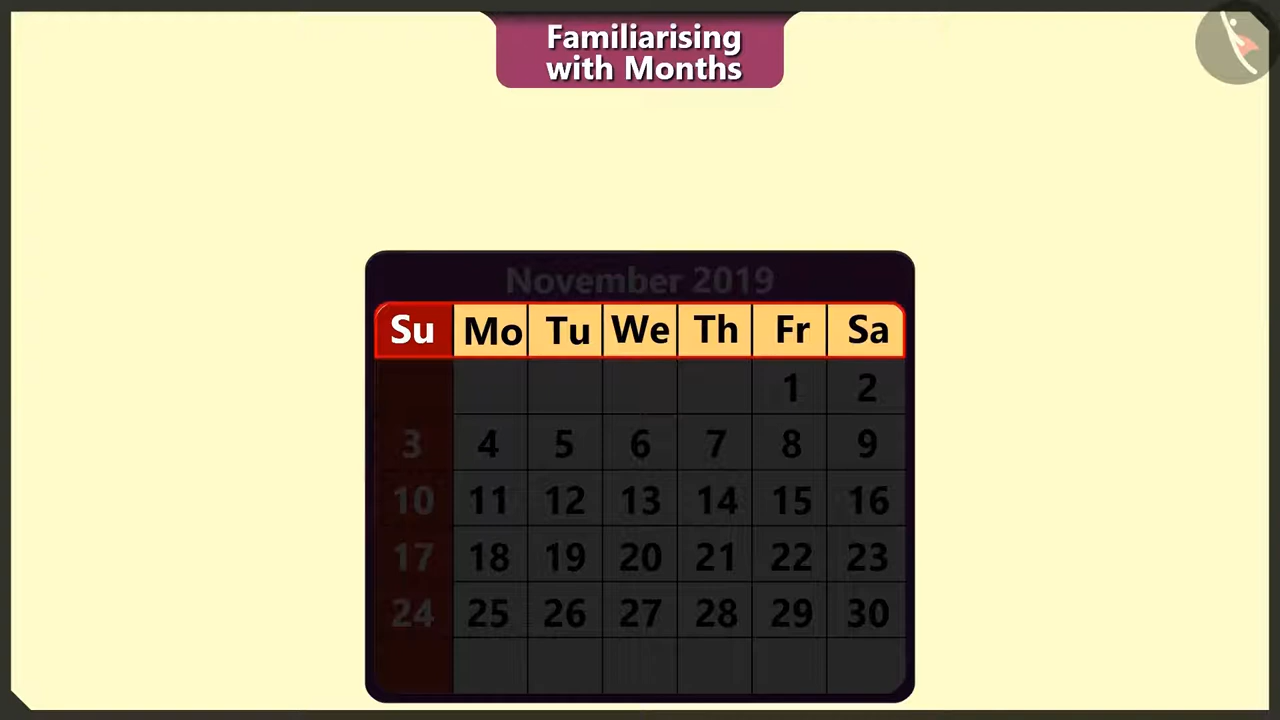 Familiarising
with Months
November 2019
Su Mo Tu We Th Fr Sa
1 2
3 4 5 6 7 8 9
10 11 12 13 14 15 16
17 18 19 20 21 22 23
24 25 26 27 28 29 30